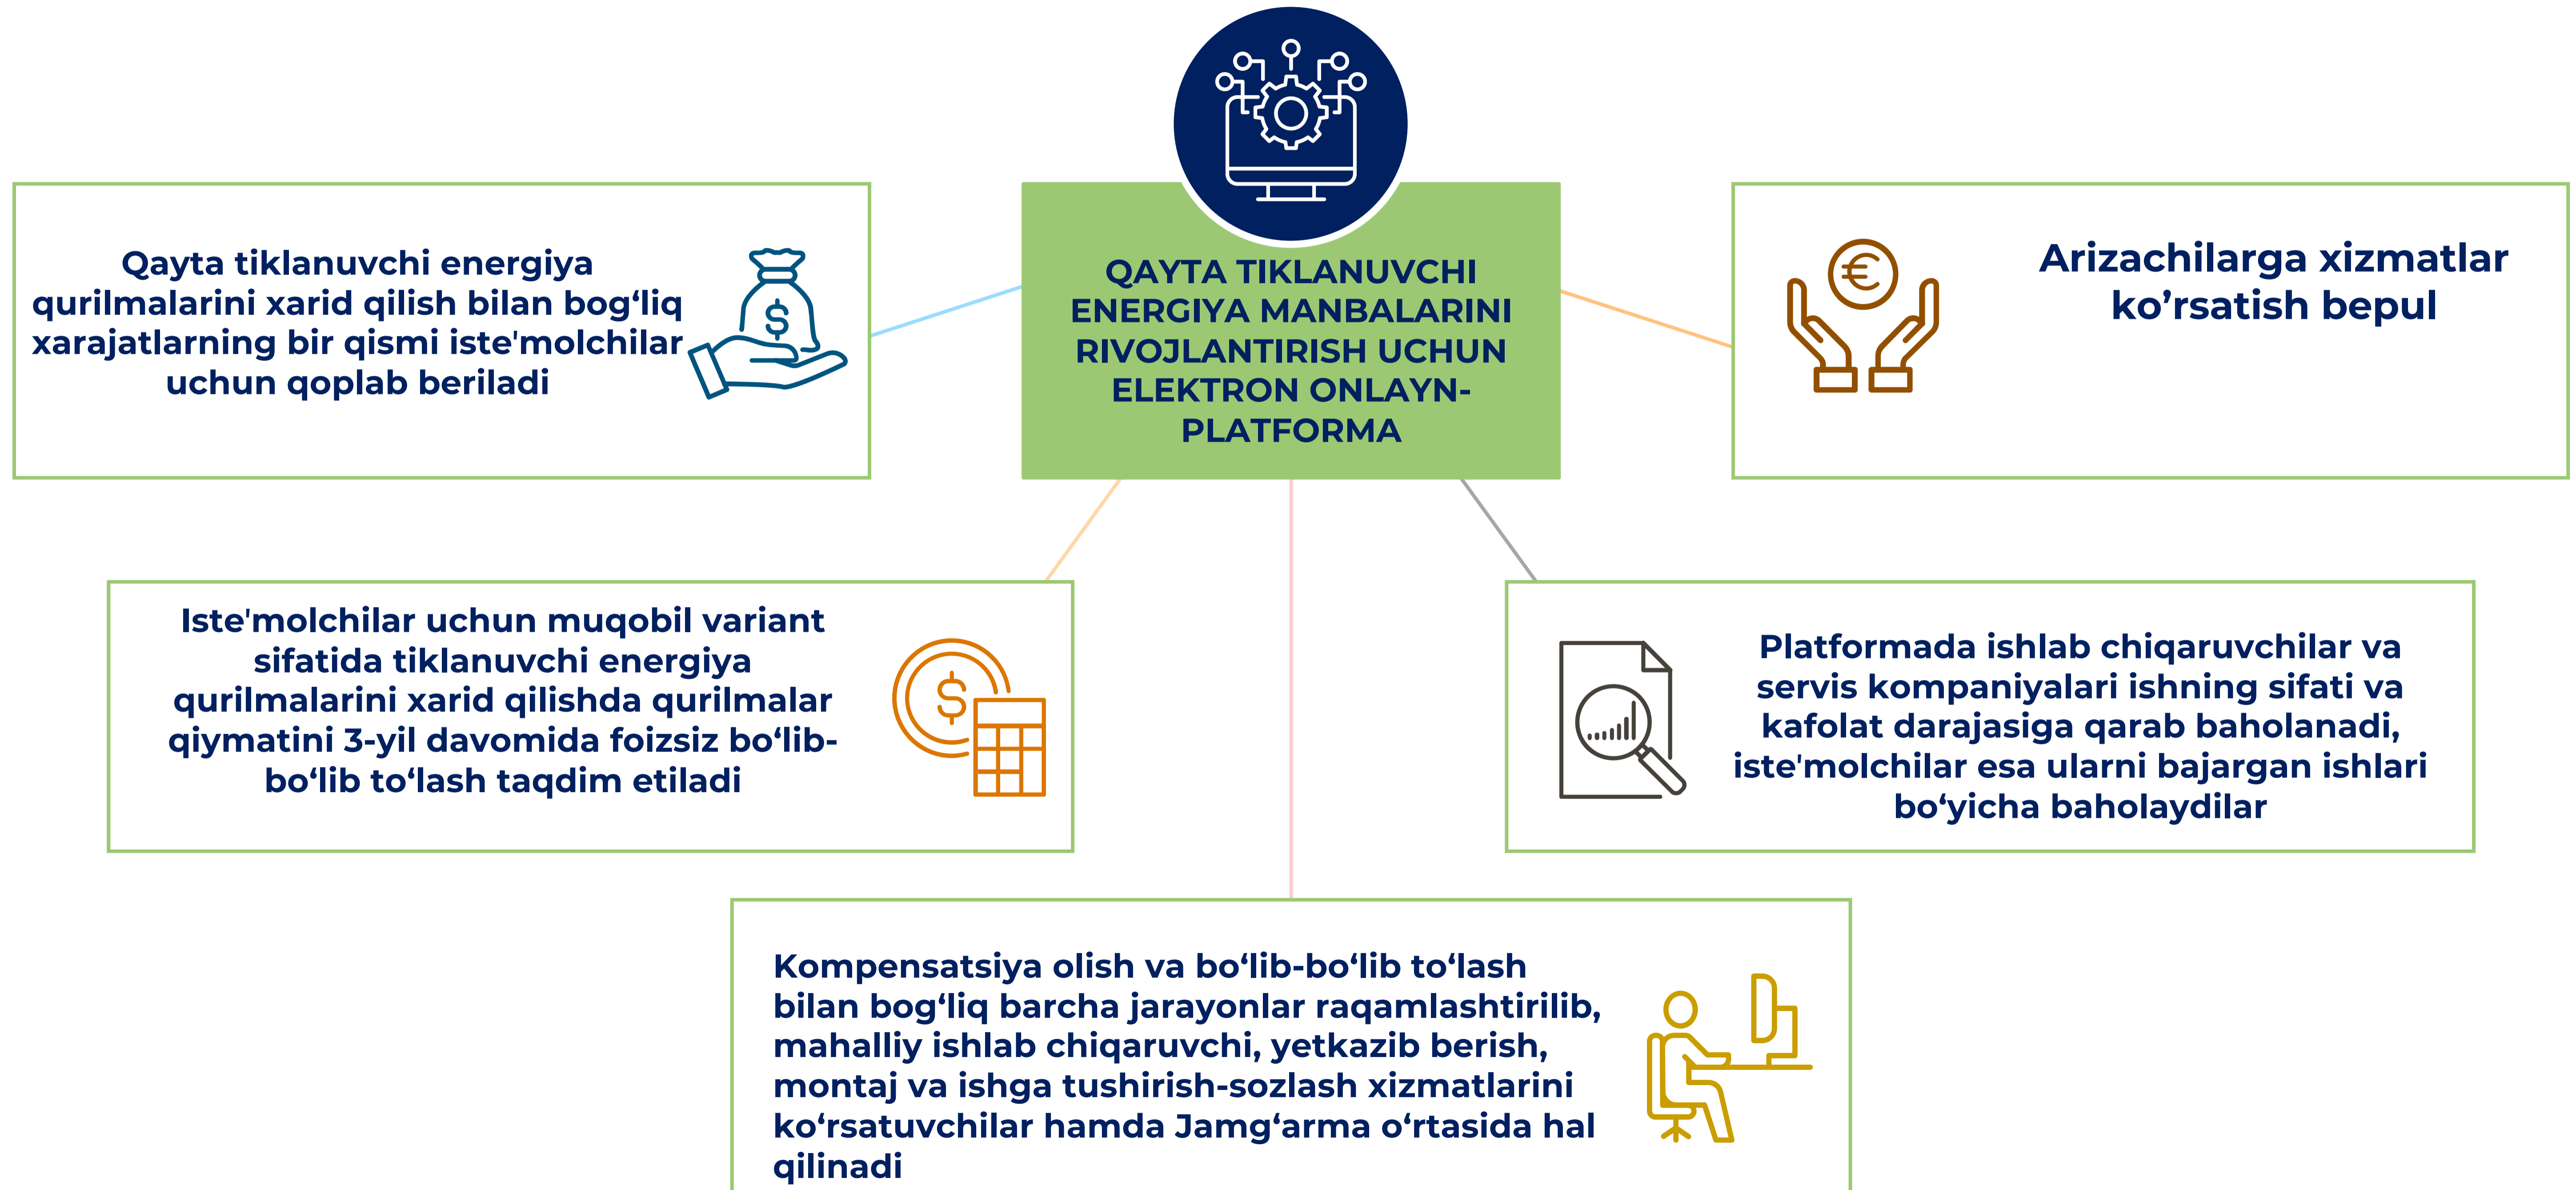 QAYTA TIKLANUVCHI
ENERGIYA MANBALARINI
RIVOJLANTIRISH UCHUN
ELEKTRON ONLAYN-
PLATFORMA
Qayta tiklanuvchi energiya
qurilmalarini xarid qilish bilan bog‘liq
xarajatlarning bir qismi iste'molchilar
uchun qoplab beriladi
$
€
Arizachilarga xizmatlar
ko’rsatish bepul
Iste'molchilar uchun muqobil variant
sifatida tiklanuvchi energiya
qurilmalarini xarid qilishda qurilmalar
qiymatini 3-yil davomida foizsiz bo‘lib-
bo‘lib to‘lash taqdim etiladi
$
Platformada ishlab chiqaruvchilar va
servis kompaniyalari ishning sifati va
kafolat darajasiga qarab baholanadi,
iste'molchilar esa ularni bajargan ishlari
bo‘yicha baholaydilar
Kompensatsiya olish va bo‘lib-bo‘lib to‘lash
bilan bog‘liq barcha jarayonlar raqamlashtirilib,
mahalliy ishlab chiqaruvchi, yetkazib berish,
montaj va ishga tushirish-sozlash xizmatlarini
ko‘rsatuvchilar hamda Jamg‘arma o‘rtasida hal
qilinadi